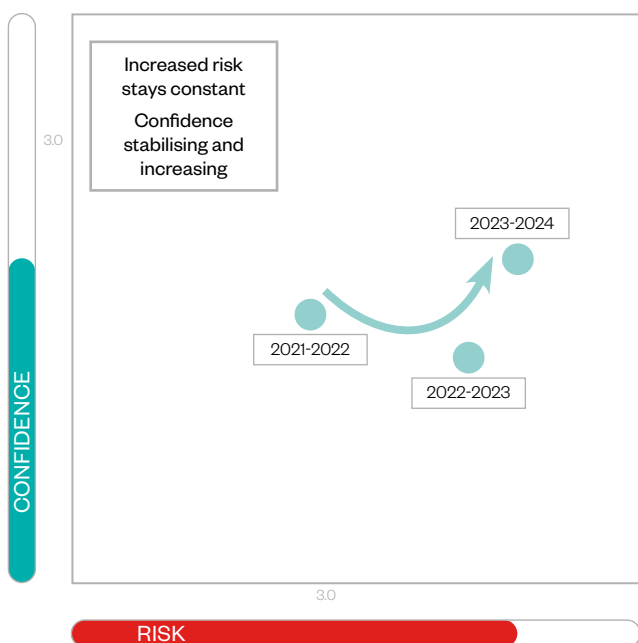 Increased risk
stays constant
Confidence
stabilising and
increasing
3.0
2023-2024
2021-2022
2022-2023
CONFIDENCE
3.0
RISK